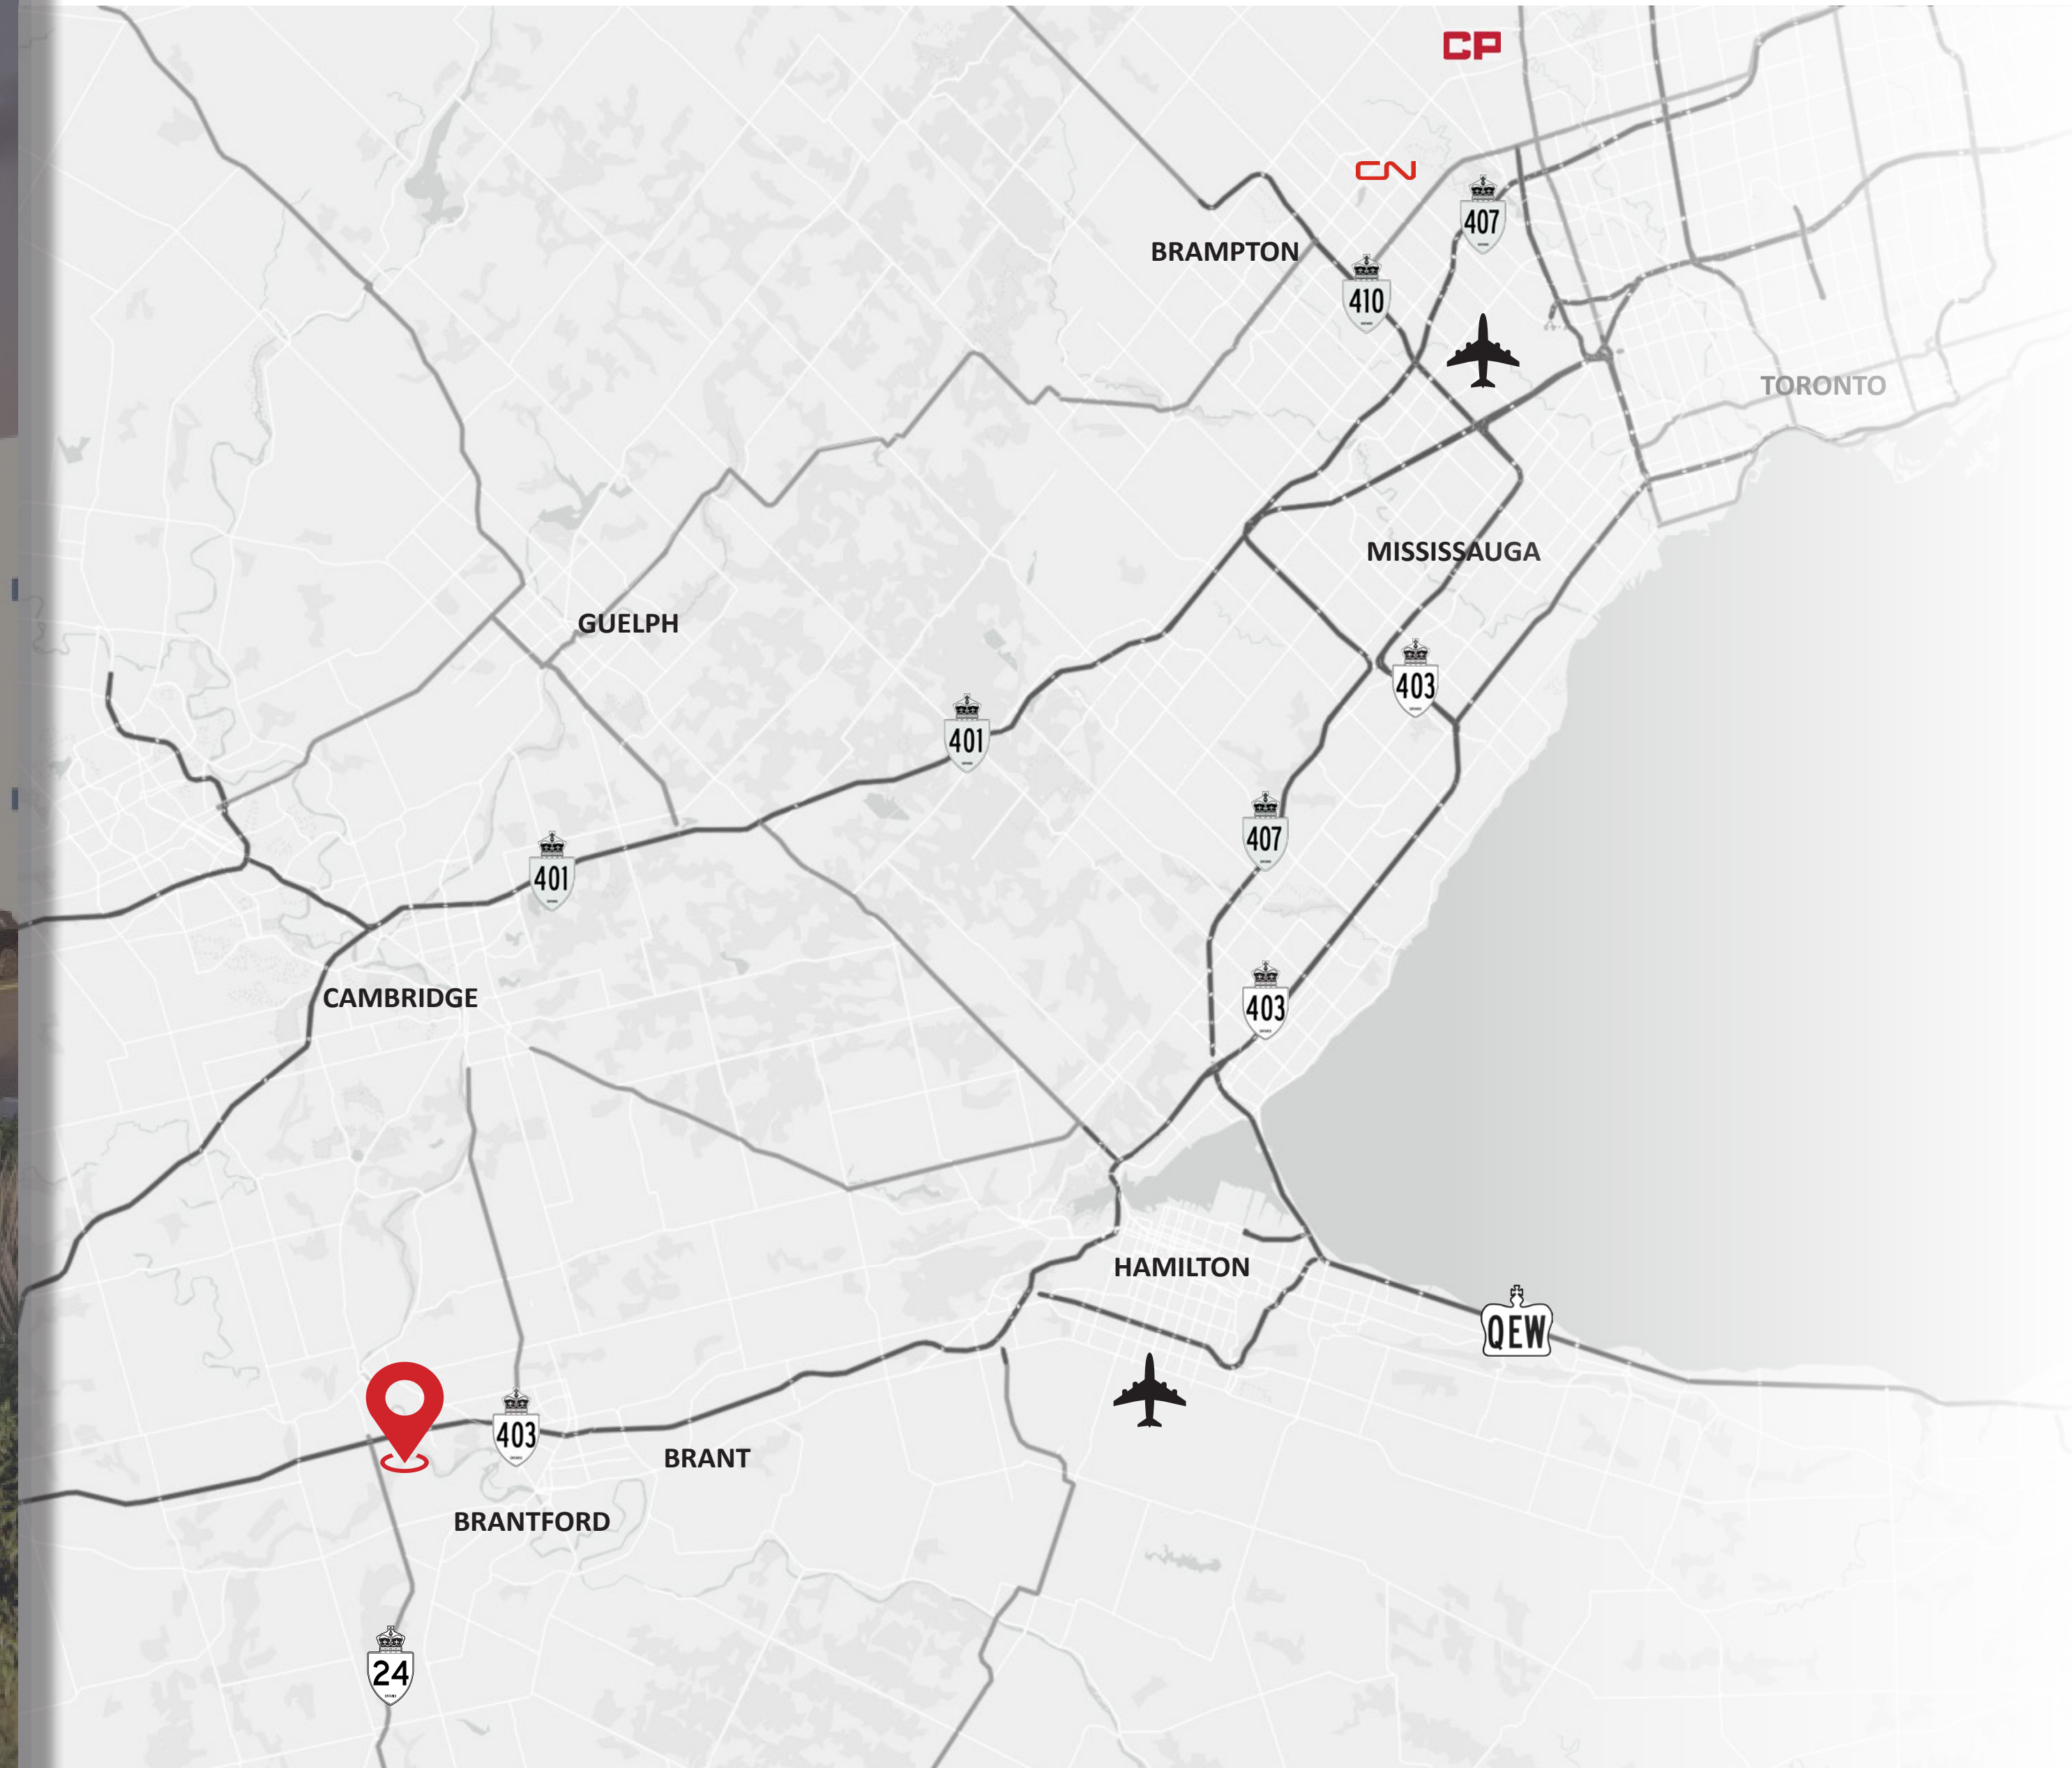 CP
CN
407
BRAMPTON
410
TORONTO
MISSISSAUGA
GUELPH
403
401
407
401
403
CAMBRIDGE
HAMILTON
QEW
403
BRANT
BRANTFORD
24